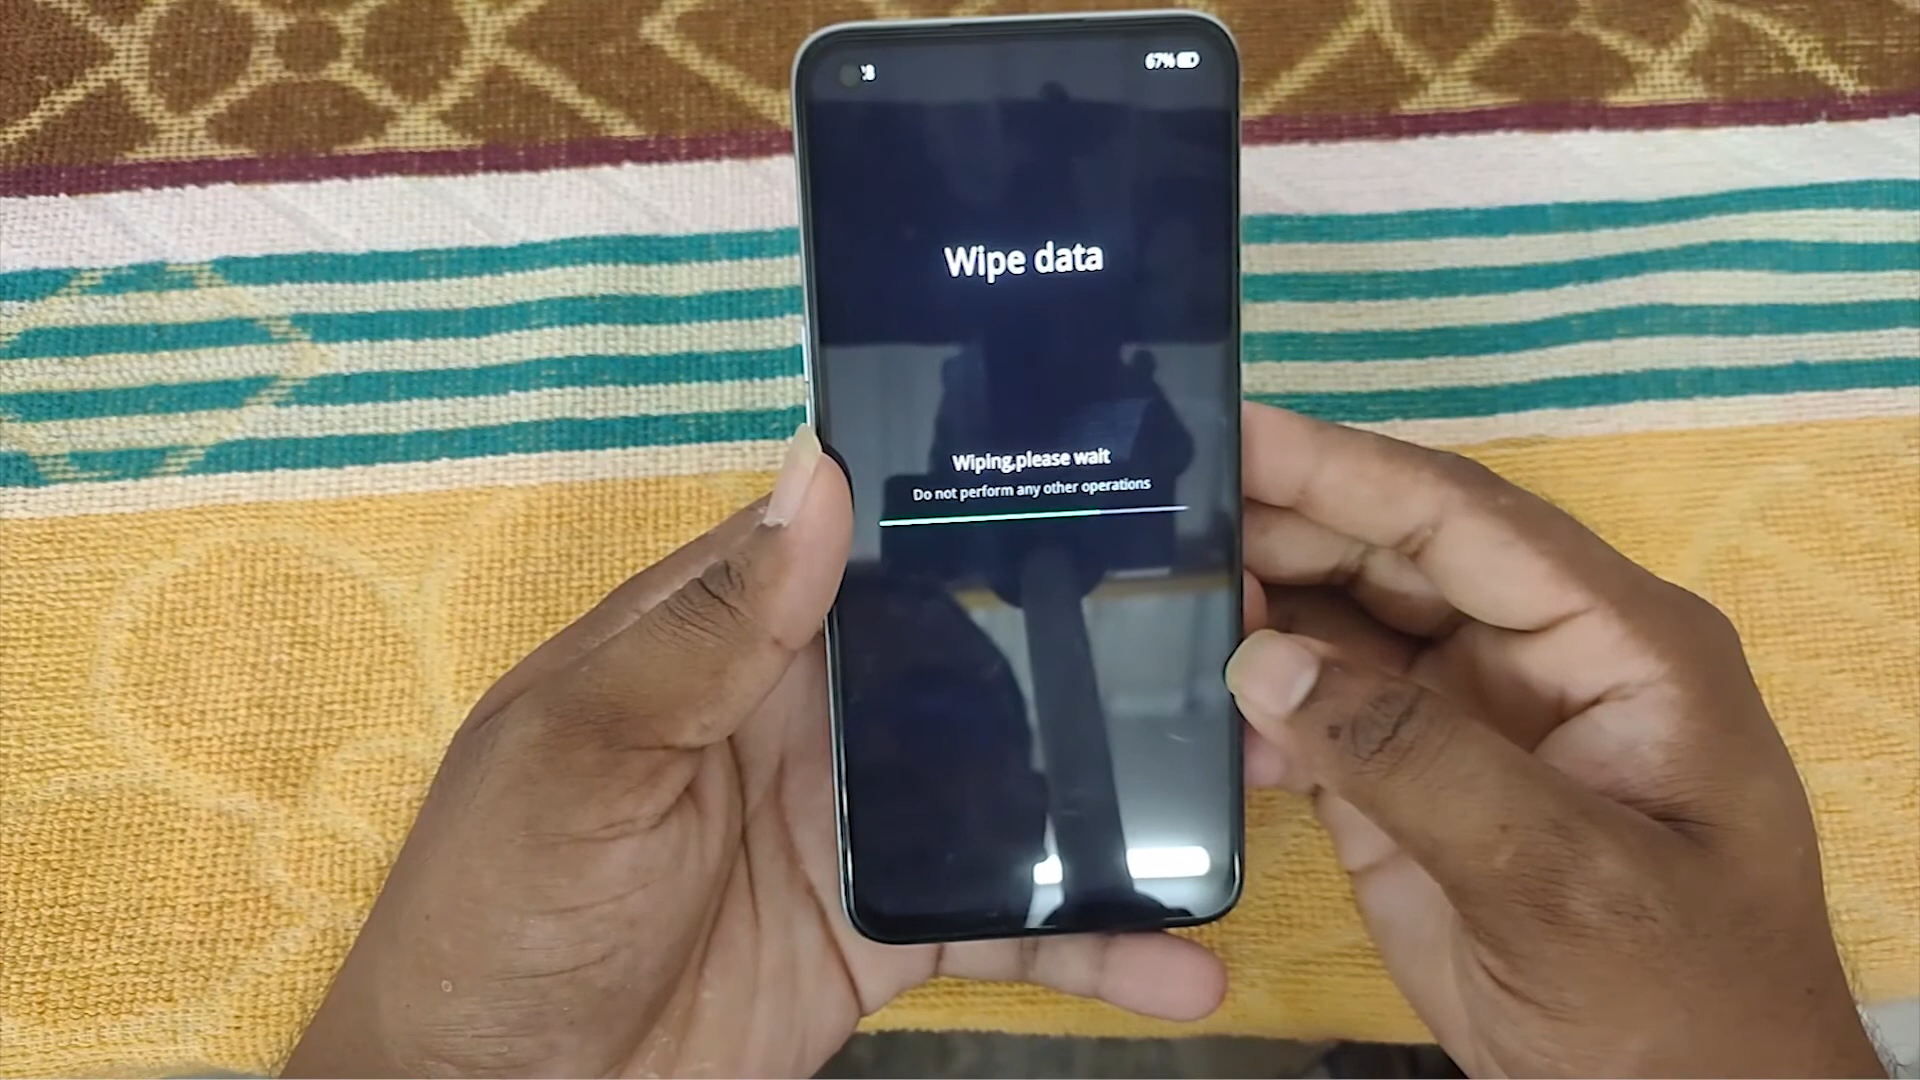 67%
Wipe data
Wiping,please wait
Do not perform any other operations